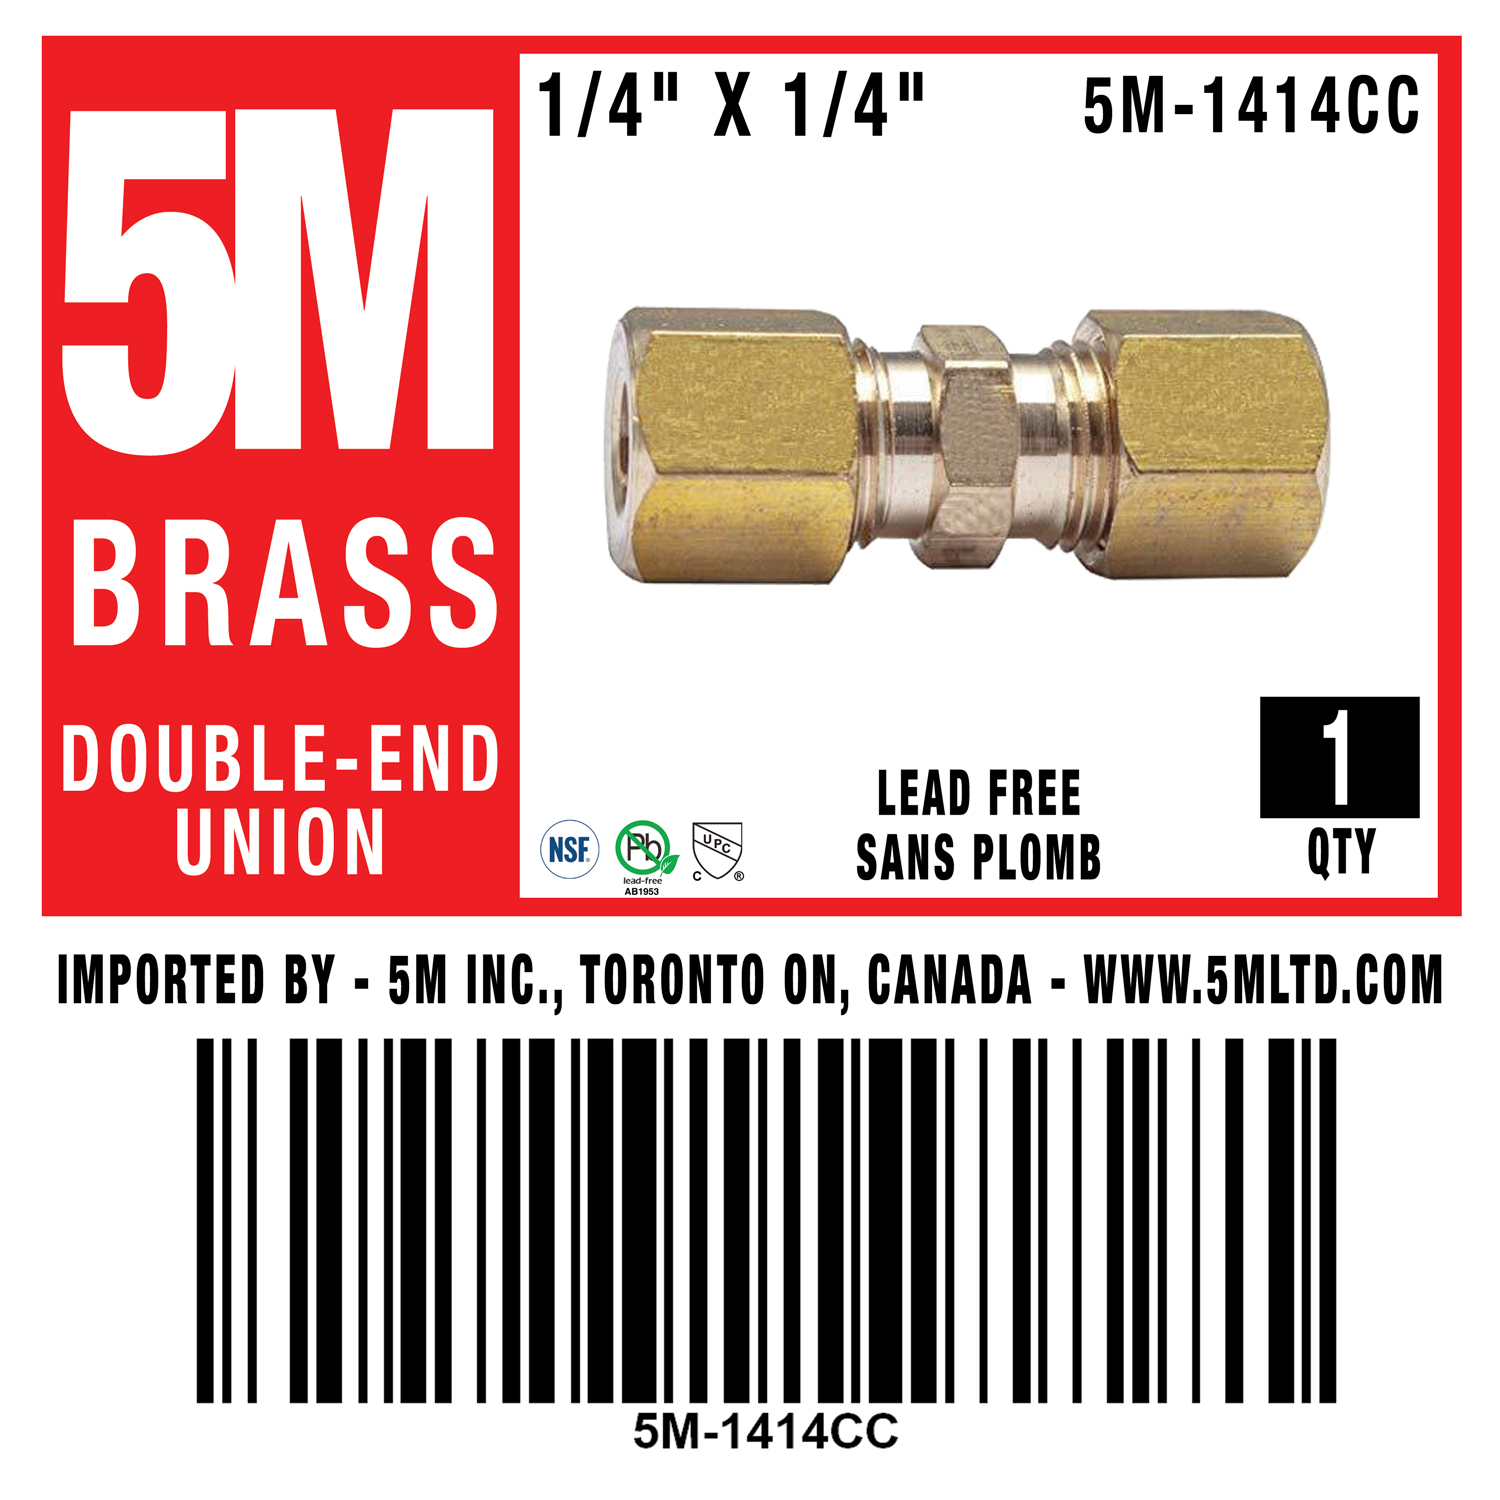 5M
BRASS
DOUBLE-END
UNION
1/4" X 1/4"
5M-1414CC
NSF®
Pb
lead-free
AB1953
UPC
C ®
LEAD FREE
SANS PLOMB
1
QTY
IMPORTED BY - 5M INC., TORONTO ON, CANADA - WWW.5MLTD.COM
5M-1414CC